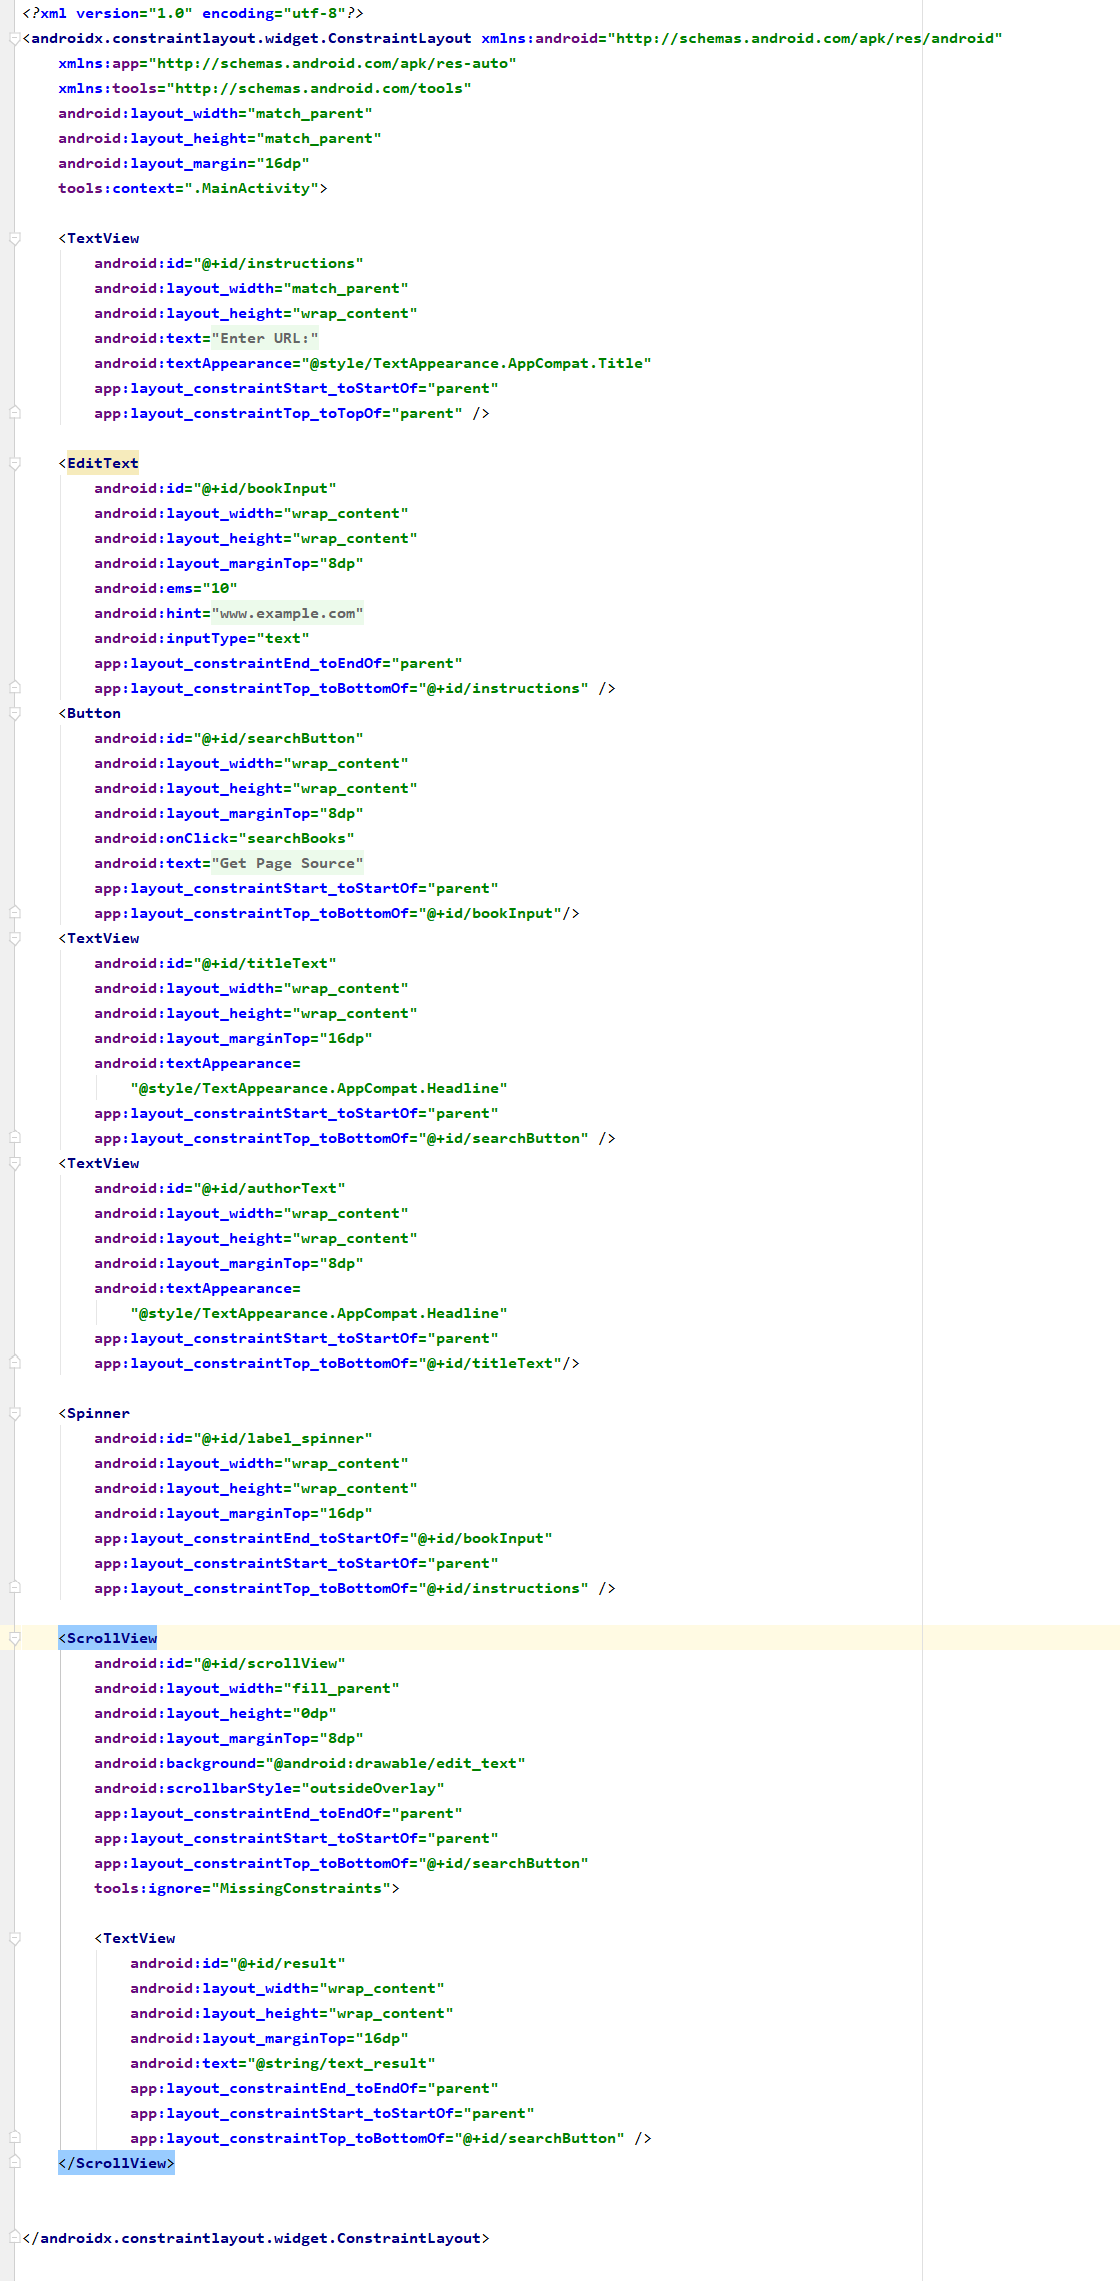 <?xml version="1.0" encoding="utf-8"?>
<androidx.constraintlayout.widget.ConstraintLayout xmlns:android="http://schemas.android.com/apk/res/android"
    xmlns:app="http://schemas.android.com/apk/res-auto"
    xmlns:tools="http://schemas.android.com/tools"
    android:layout_width="match_parent"
    android:layout_height="match_parent"
    android:layout_margin="16dp"
    tools:context=".MainActivity">

    <TextView
        android:id="@+id/instructions"
        android:layout_width="match_parent"
        android:layout_height="wrap_content"
        android:text="Enter URL:"
        android:textAppearance="@style/TextAppearance.AppCompat.Title"
        app:layout_constraintStart_toStartOf="parent"
        app:layout_constraintTop_toTopOf="parent" />

    <EditText
        android:id="@+id/bookInput"
        android:layout_width="wrap_content"
        android:layout_height="wrap_content"
        android:layout_marginTop="8dp"
        android:ems="10"
        android:hint="www.example.com"
        android:inputType="text"
        app:layout_constraintEnd_toEndOf="parent"
        app:layout_constraintTop_toBottomOf="@+id/instructions" />
    <Button
        android:id="@+id/searchButton"
        android:layout_width="wrap_content"
        android:layout_height="wrap_content"
        android:layout_marginTop="8dp"
        android:onClick="searchBooks"
        android:text="Get Page Source"
        app:layout_constraintStart_toStartOf="parent"
        app:layout_constraintTop_toBottomOf="@+id/bookInput"/>
    <TextView
        android:id="@+id/titleText"
        android:layout_width="wrap_content"
        android:layout_height="wrap_content"
        android:layout_marginTop="16dp"
        android:textAppearance=
            "@style/TextAppearance.AppCompat.Headline"
        app:layout_constraintStart_toStartOf="parent"
        app:layout_constraintTop_toBottomOf="@+id/searchButton" />
    <TextView
        android:id="@+id/authorText"
        android:layout_width="wrap_content"
        android:layout_height="wrap_content"
        android:layout_marginTop="8dp"
        android:textAppearance=
            "@style/TextAppearance.AppCompat.Headline"
        app:layout_constraintStart_toStartOf="parent"
        app:layout_constraintTop_toBottomOf="@+id/titleText"/>

    <Spinner
        android:id="@+id/label_spinner"
        android:layout_width="wrap_content"
        android:layout_height="wrap_content"
        android:layout_marginTop="16dp"
        app:layout_constraintEnd_toStartOf="@+id/bookInput"
        app:layout_constraintStart_toStartOf="parent"
        app:layout_constraintTop_toBottomOf="@+id/instructions" />

    <ScrollView
        android:id="@+id/scrollView"
        android:layout_width="fill_parent"
        android:layout_height="0dp"
        android:layout_marginTop="8dp"
        android:background="@android:drawable/edit_text"
        android:scrollbarStyle="outsideOverlay"
        app:layout_constraintEnd_toEndOf="parent"
        app:layout_constraintStart_toStartOf="parent"
        app:layout_constraintTop_toBottomOf="@+id/searchButton"
        tools:ignore="MissingConstraints">

        <TextView
            android:id="@+id/result"
            android:layout_width="wrap_content"
            android:layout_height="wrap_content"
            android:layout_marginTop="16dp"
            android:text="@string/text_result"
            app:layout_constraintEnd_toEndOf="parent"
            app:layout_constraintStart_toStartOf="parent"
            app:layout_constraintTop_toBottomOf="@+id/searchButton" />
    </ScrollView>

</androidx.constraintlayout.widget.ConstraintLayout>